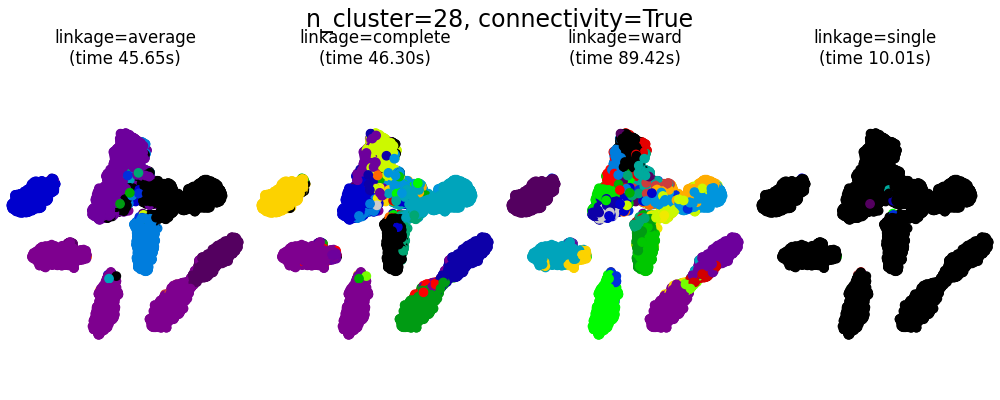 n_cluster=28, connectivity=True
linkage=average
(time 45.65s)
linkage=complete
(time 46.30s)
linkage=ward
(time 89.42s)
linkage=single
(time 10.01s)